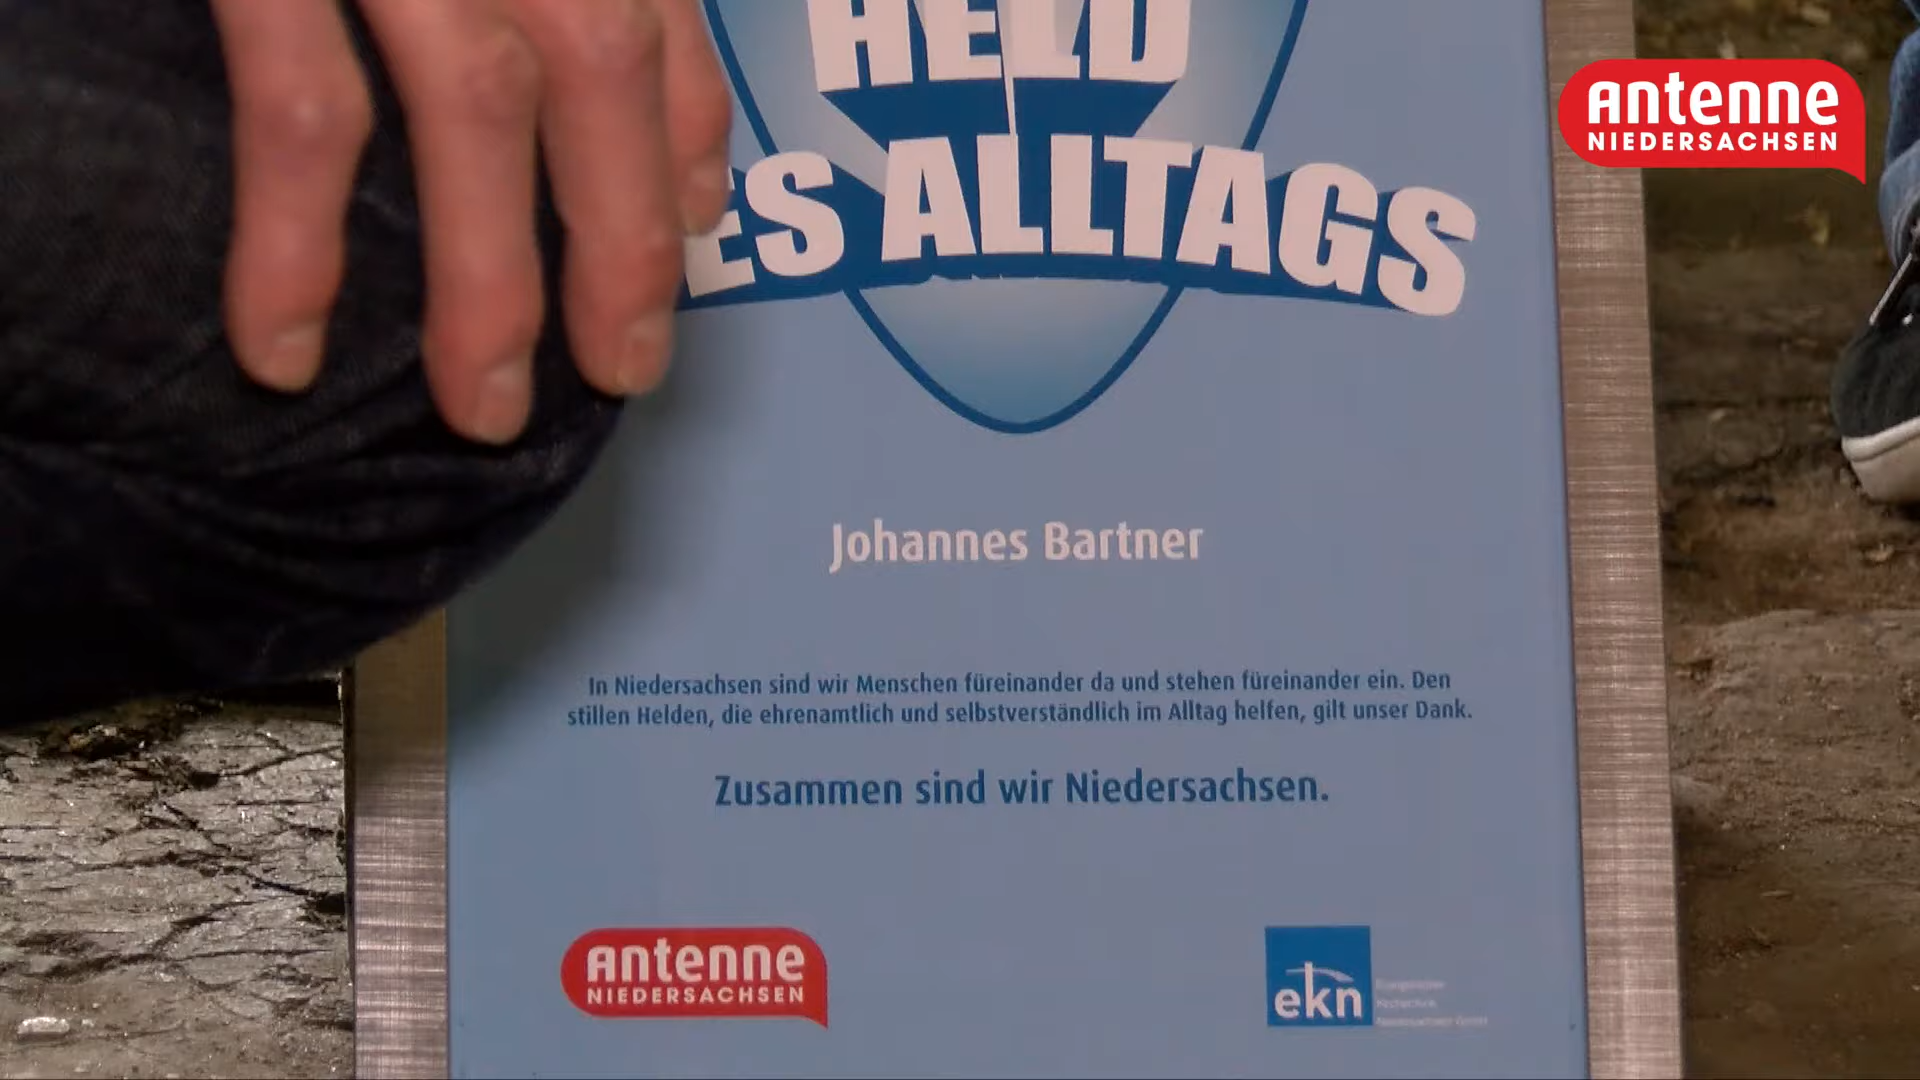 HELD
ES ALLTAGS
antenne
NIEDERSACHSEN
Johannes Bartner
In Niedersachsen sind wir Menschen füreinander da und stehen füreinander ein. Den
stillen Helden, die ehrenamtlich und selbstverständlich im Alltag helfen, gilt unser Dank.
Zusammen sind wir Niedersachsen.
antenne
NIEDERSACHSEN
ekn